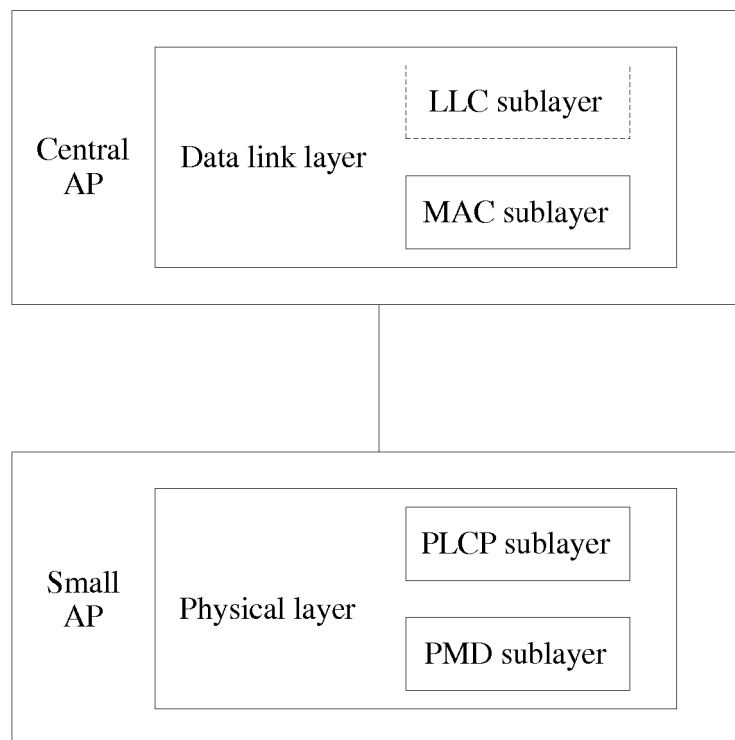 Central
AP
Data link layer
LLC sublayer
MAC sublayer
Small
AP
Physical layer
PLCP sublayer
PMD sublayer